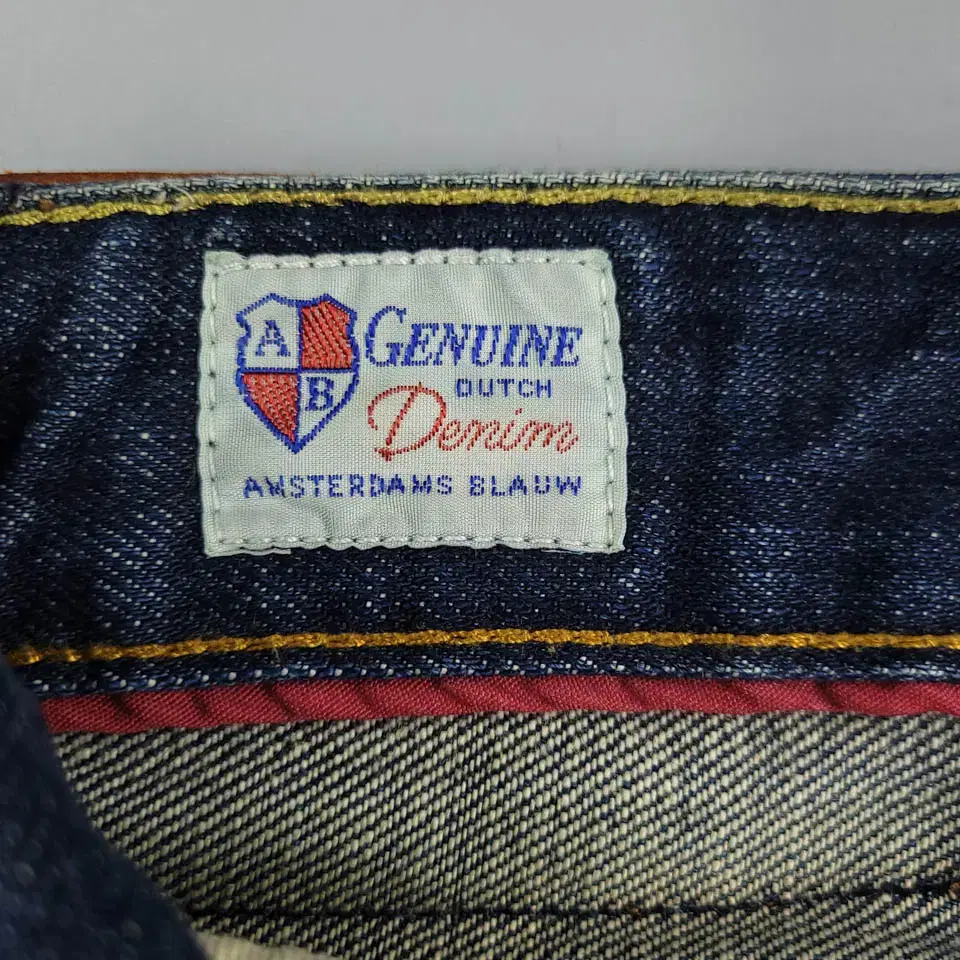 A
B
GENUINE
DUTCH
Denim
AMSTERDAMS BLAUW